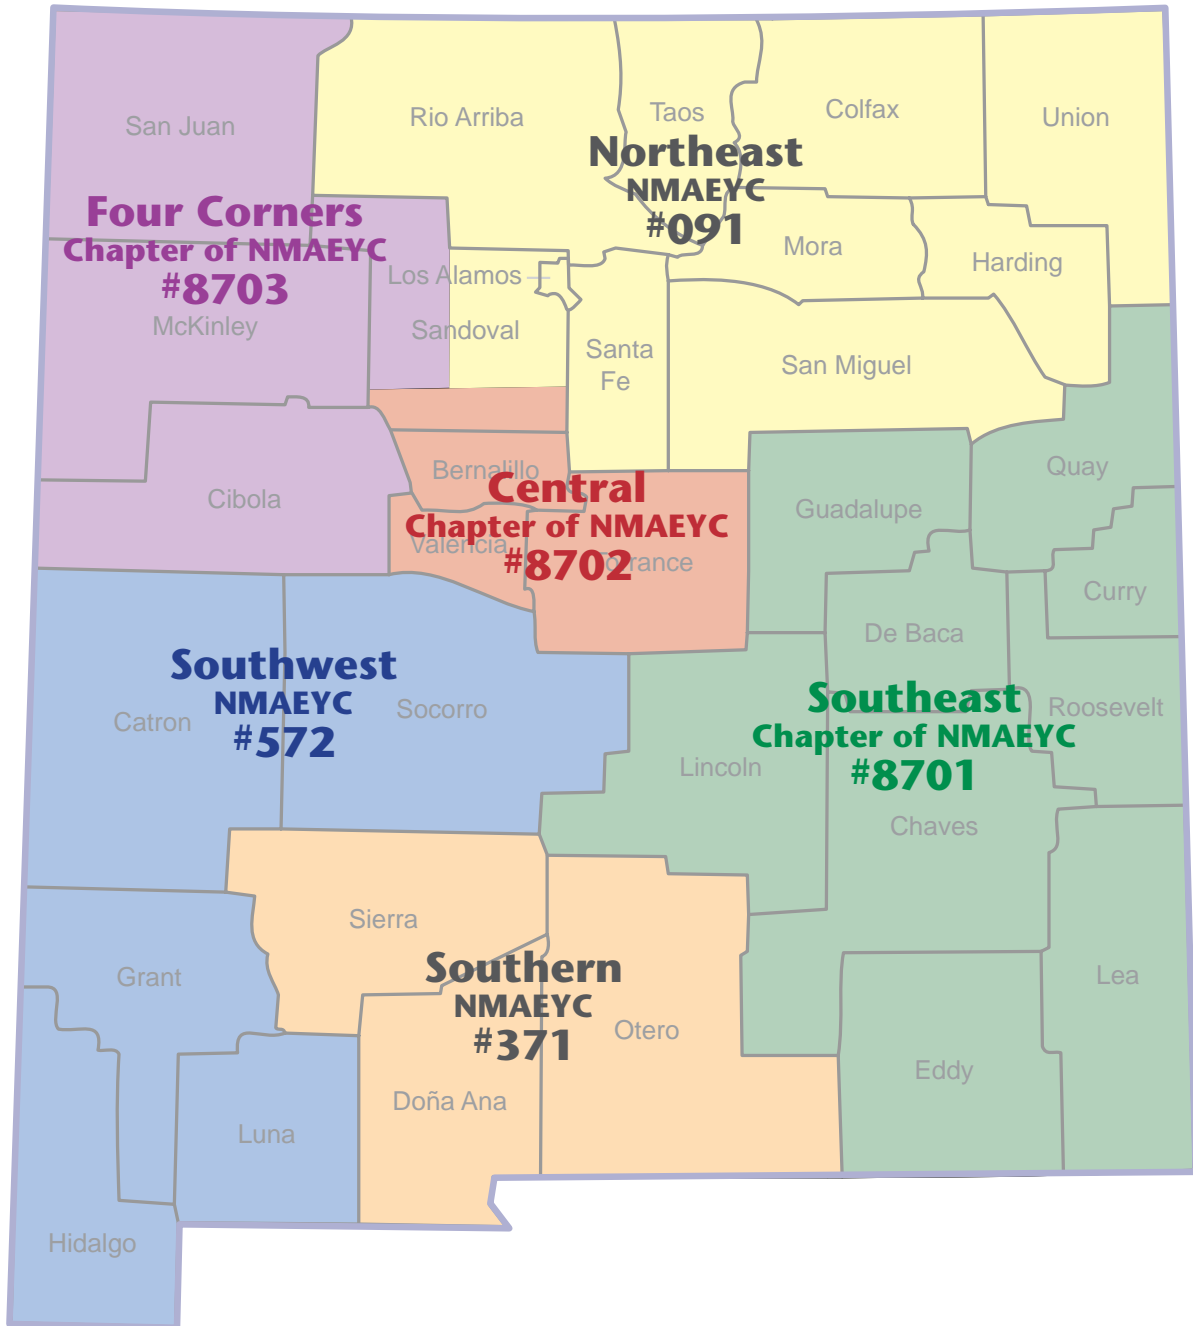 San Juan
Rio Arriba
Taos
Colfax
Union
Northeast
NMAEYC
#091
Four Corners
Chapter of NMAEYC
#8703
Mora
Harding
Los Alamos
McKinley
Sandoval
Santa
Fe
San Miguel
Bernalillo
Quay
Central
Chapter of NMAEYC
#8702
Cibola
Guadalupe
Valencia
Torrance
Curry
De Baca
Southwest
NMAEYC
#572
Catron
Socorro
Southeast
Chapter of NMAEYC
#8701
Roosevelt
Lincoln
Chaves
Sierra
Southern
NMAEYC
#371
Grant
Otero
Lea
Eddy
Doña Ana
Luna
Hidalgo